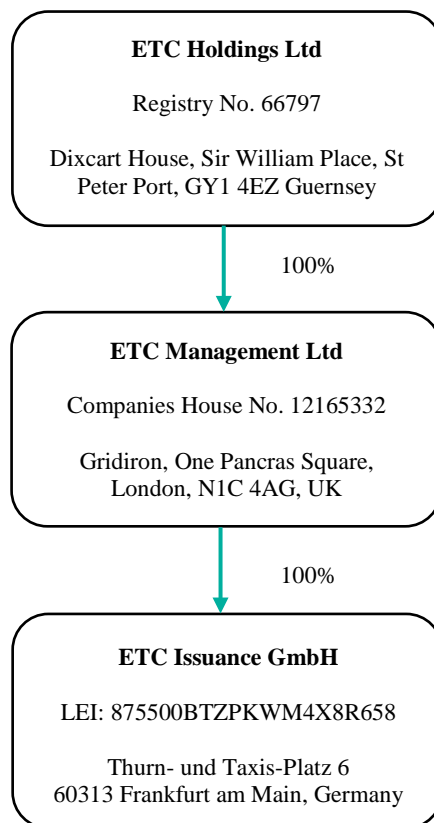 ETC Holdings Ltd
Registry No. 66797
Dixcart House, Sir William Place, St
Peter Port, GY1 4EZ Guernsey
100%
ETC Management Ltd
Companies House No. 12165332
Gridiron, One Pancras Square,
London, N1C 4AG, UK
100%
ETC Issuance GmbH
LEI: 875500BTZPKWM4X8R658
Thurn- und Taxis-Platz 6
60313 Frankfurt am Main, Germany